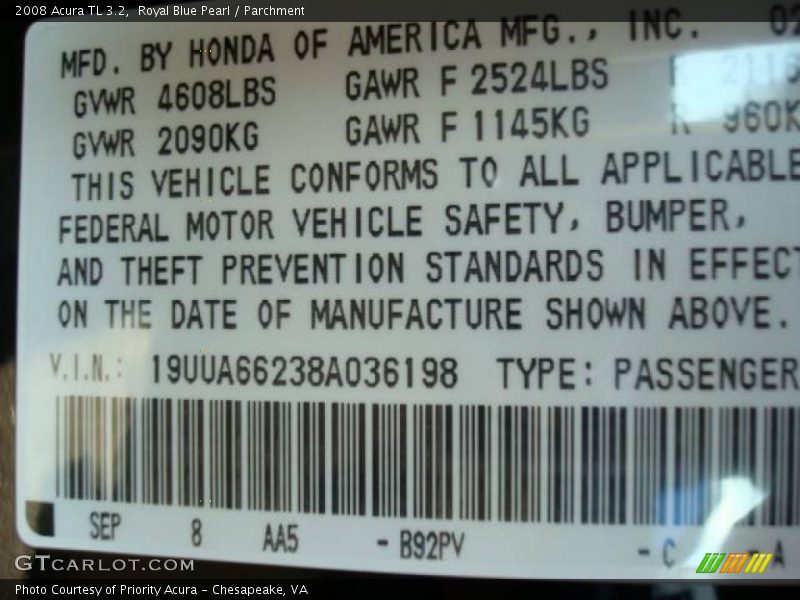 2008 Acura TL 3.2, Royal Blue Pearl / Parchment
MFD. BY HONDA OF AMERICA MFG., INC. 02
GVWR 4608LBS GAWR F 2524LBS R 2116
GVWR 2090KG GAWR F 1145KG R 960K
THIS VEHICLE CONFORMS TO ALL APPLICABLE
FEDERAL MOTOR VEHICLE SAFETY, BUMPER,
AND THEFT PREVENTION STANDARDS IN EFFECT
ON THE DATE OF MANUFACTURE SHOWN ABOVE.
V.I.N.: 19UUA66238A036198 TYPE: PASSENGER
SEP 8 AA5 - B92PV - C A
GTCARLOT.COM
Photo Courtesy of Priority Acura - Chesapeake, VA